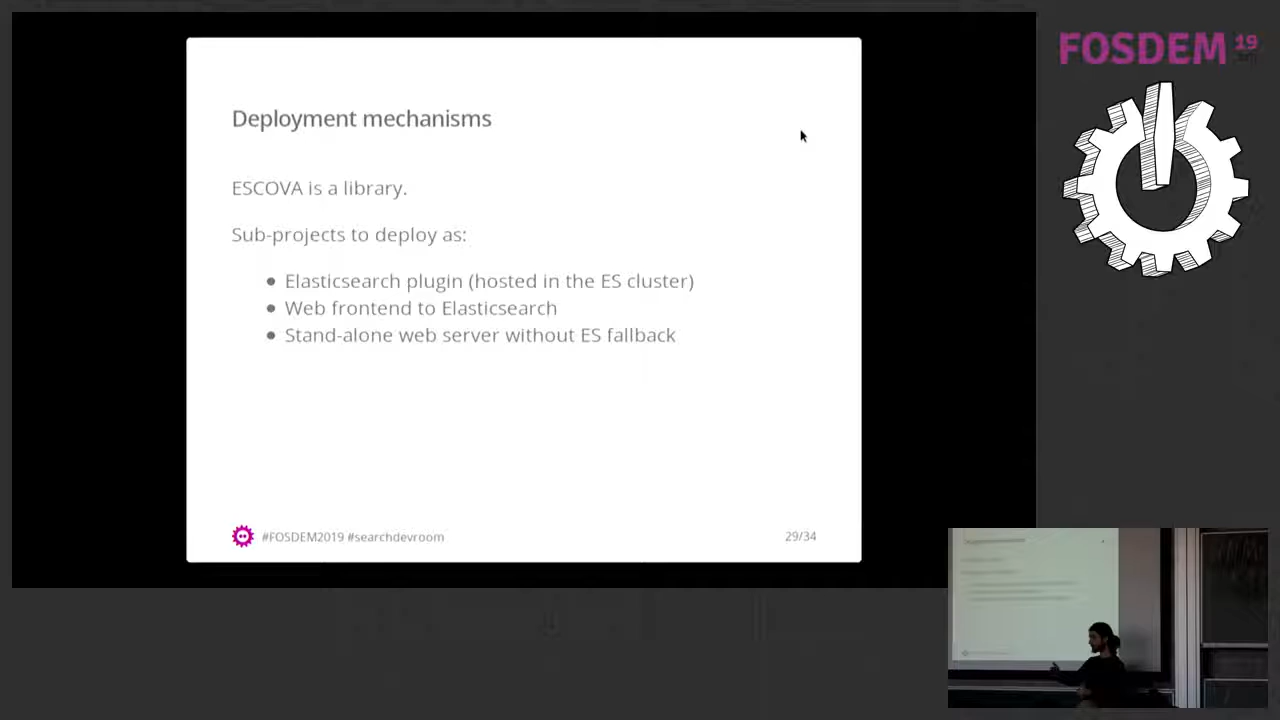 Deployment mechanisms
ESCOVA is a library.
Sub-projects to deploy as:
Elasticsearch plugin (hosted in the ES cluster)
Web frontend to Elasticsearch
Stand-alone web server without ES fallback
#FOSDEM2019 #searchdevroom
29/34
FOSDEM 19